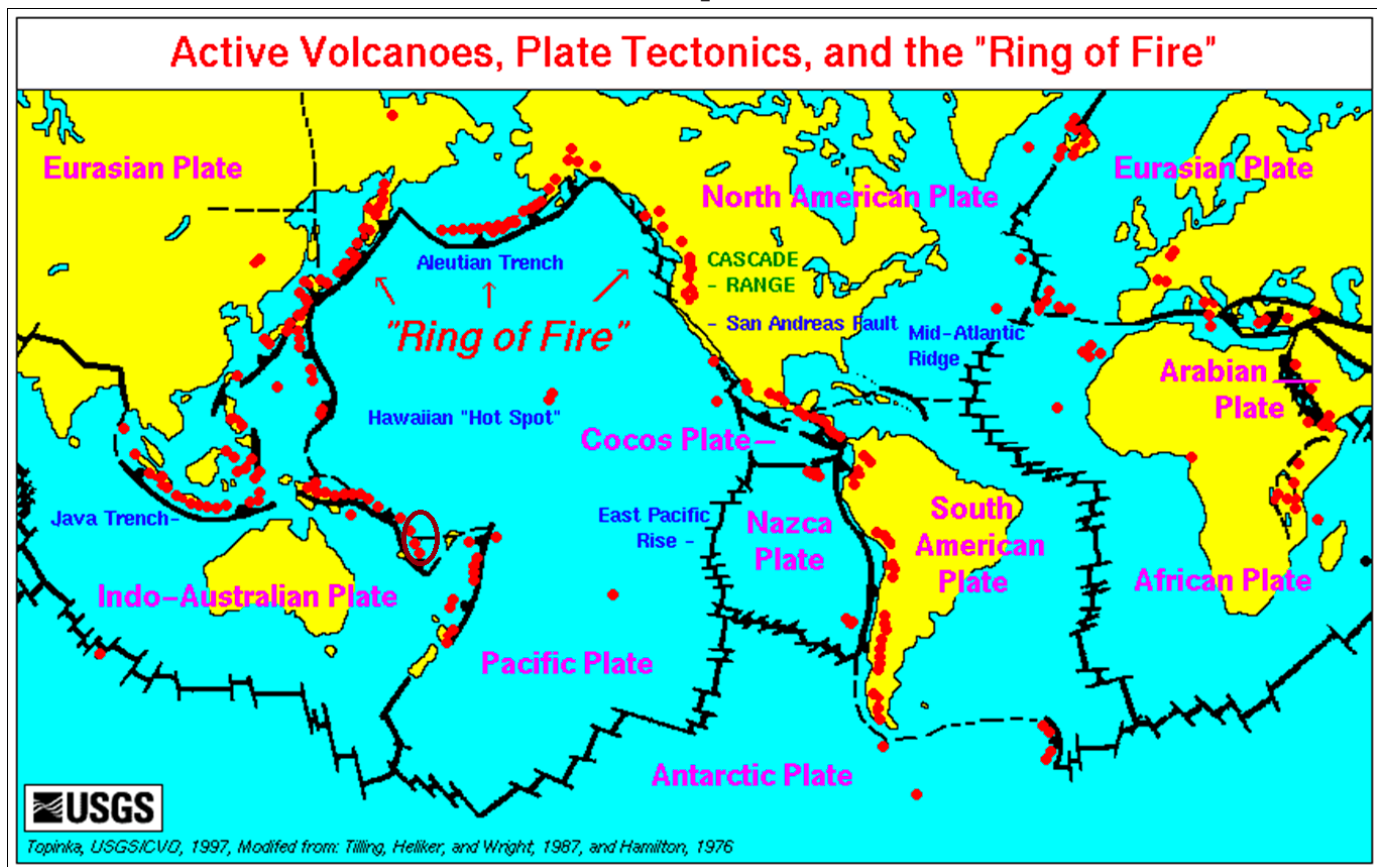 Active Volcanoes, Plate Tectonics, and the "Ring of Fire"
Eurasian Plate
North American Plate
Eurasian Plate
Aleutian Trench
CASCADE
- RANGE
"Ring of Fire"
- San Andreas Fault
Mid-Atlantic
Ridge
Arabian
Plate
Hawaiian "Hot Spot"
Cocos Plate
Java Trench-
East Pacific
Rise -
Nazca
Plate
South
American
Plate
Indo-Australian Plate
African Plate
Pacific Plate
Antarctic Plate
USGS
Topinka, USGS/CVO, 1997, Modifed from: Tilling, Heliker, and Wright, 1987, and Hamilton, 1976